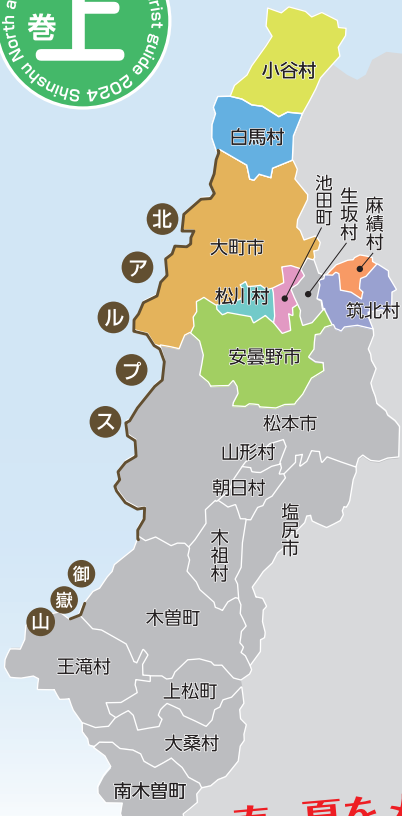 rist guide 2024 Shinshu North a
上
巻
小谷村
白馬村
池田町
生坂村
麻績村
北アルプス
大町市
松川村
筑北村
安曇野市
松本市
山形村
朝日村
塩尻市
木祖村
御嶽山
木曽町
王滝村
上松町
大桑村
南木曽町
夏を